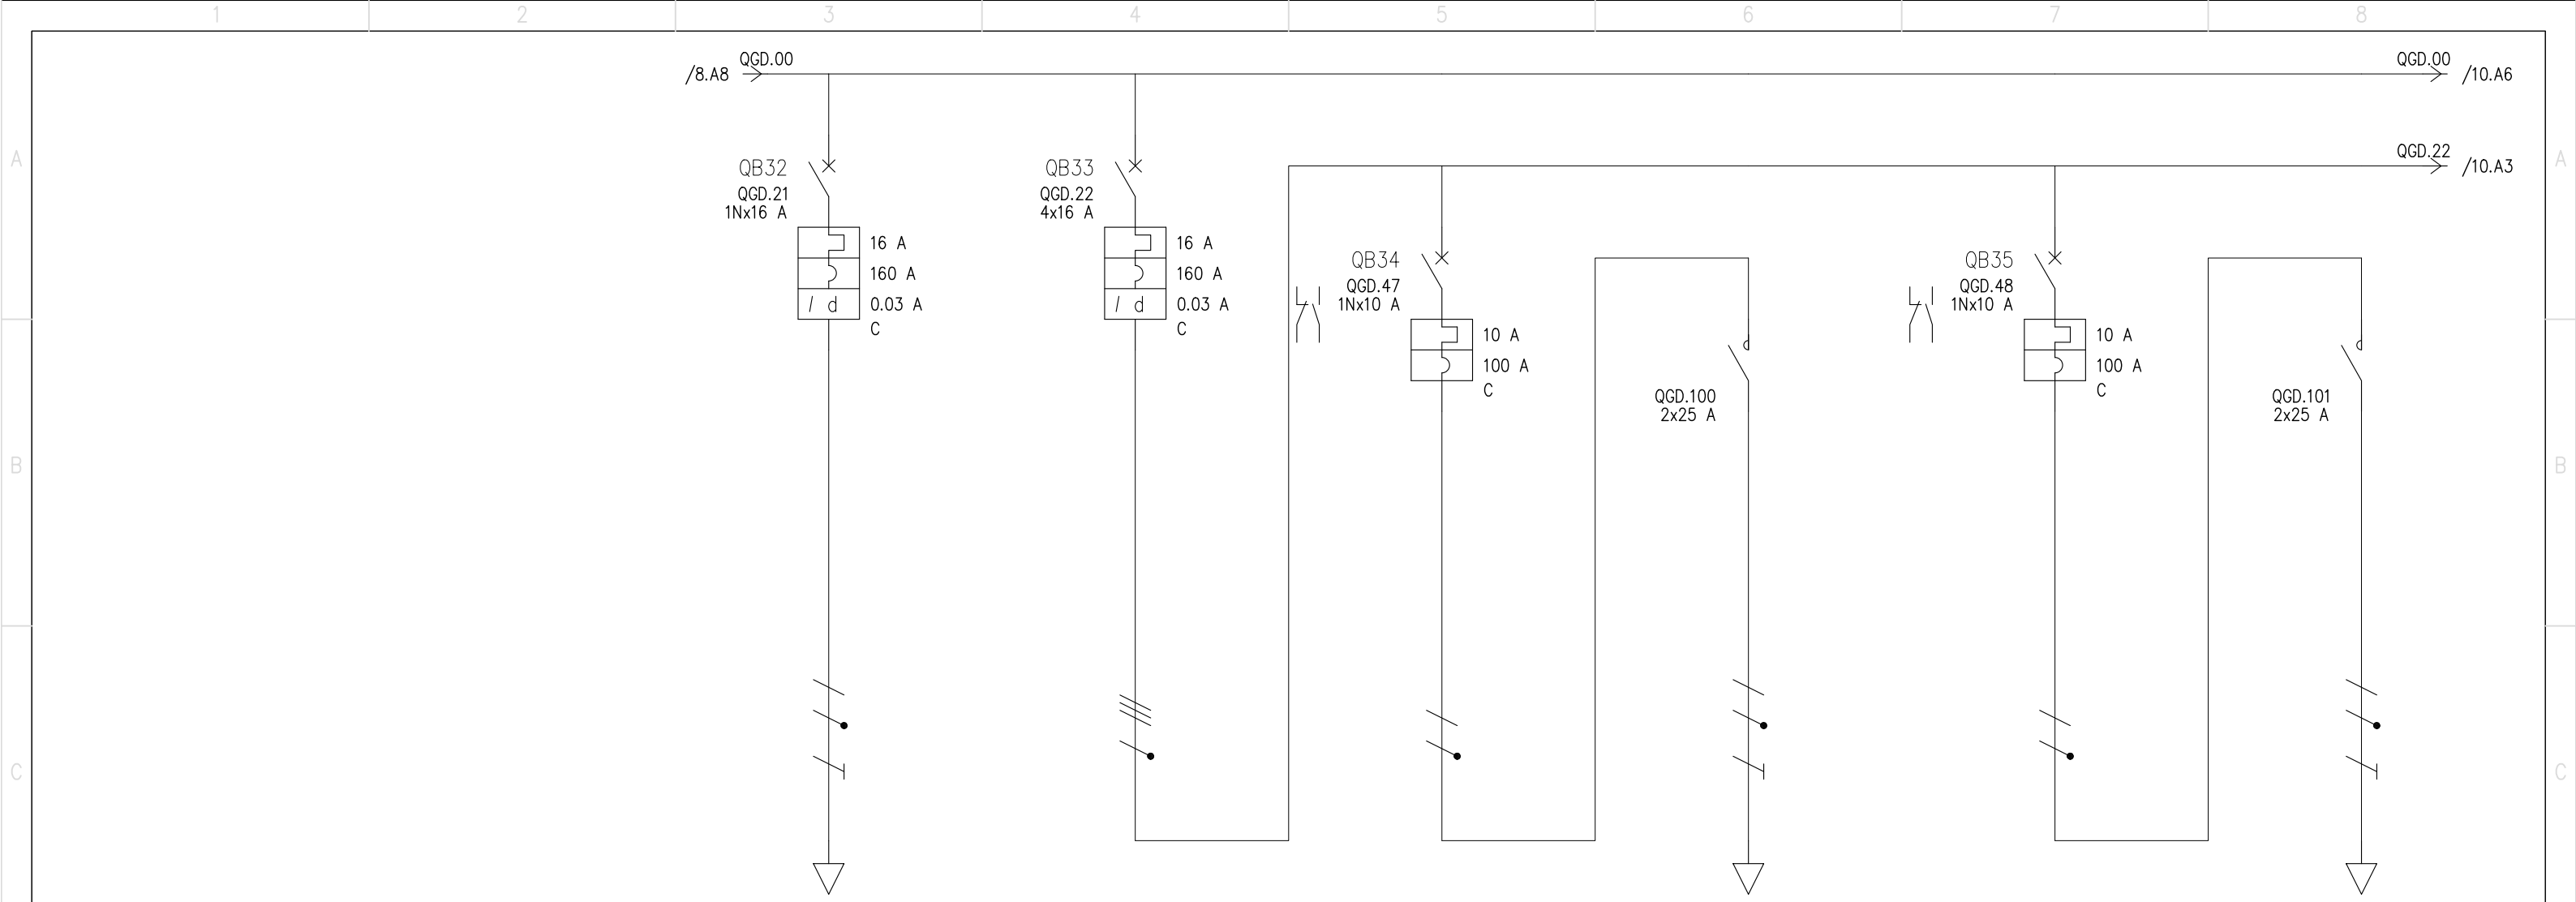 1 2 3 4 5 6 7 8
QGD.00 QGD.00
/8.A8 /10.A6
QGD.22
A A
/10.A3
QB32 QB33
QGD.21 QGD.22
1Nx16 A 4x16 A
16 A 16 A
QB34 QB35
160 A 160 A
QGD.47 QGD.48
I d 0.03 A I d 0.03 A 1Nx10 A 1Nx10 A
C C
10 A 10 A
100 A 100 A
C C
QGD.100 QGD.101
2x25 A 2x25 A
B B
C C